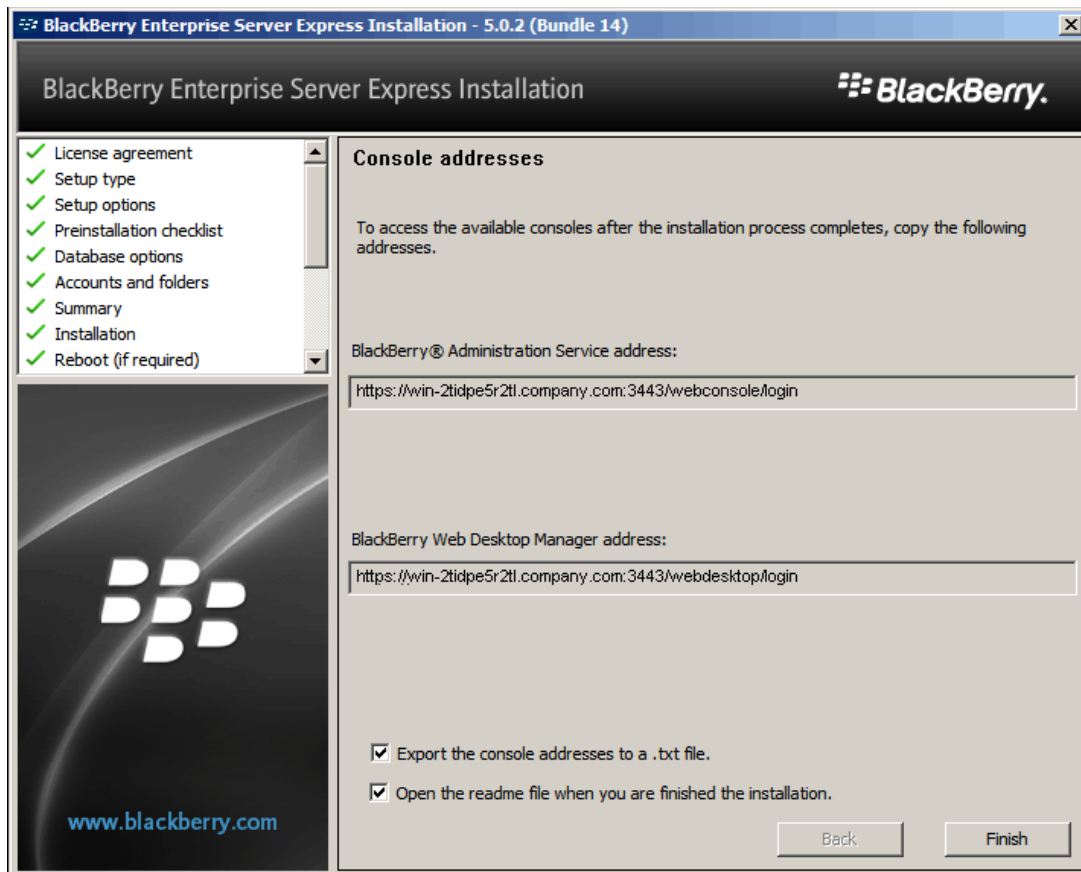 BlackBerry Enterprise Server Express Installation - 5.0.2 (Bundle 14)
BlackBerry Enterprise Server Express Installation
BlackBerry.
License agreement
Setup type
Setup options
Preinstallation checklist
Database options
Accounts and folders
Summary
Installation
Reboot (if required)
www.blackberry.com
Console addresses
To access the available consoles after the installation process completes, copy the following
addresses.
BlackBerry® Administration Service address:
https://win-2tidpe5r2tl.company.com:3443/webconsole/login
BlackBerry Web Desktop Manager address:
https://win-2tidpe5r2tl.company.com:3443/webdesktop/login
Export the console addresses to a .txt file.
Open the readme file when you are finished the installation.
Back
Finish